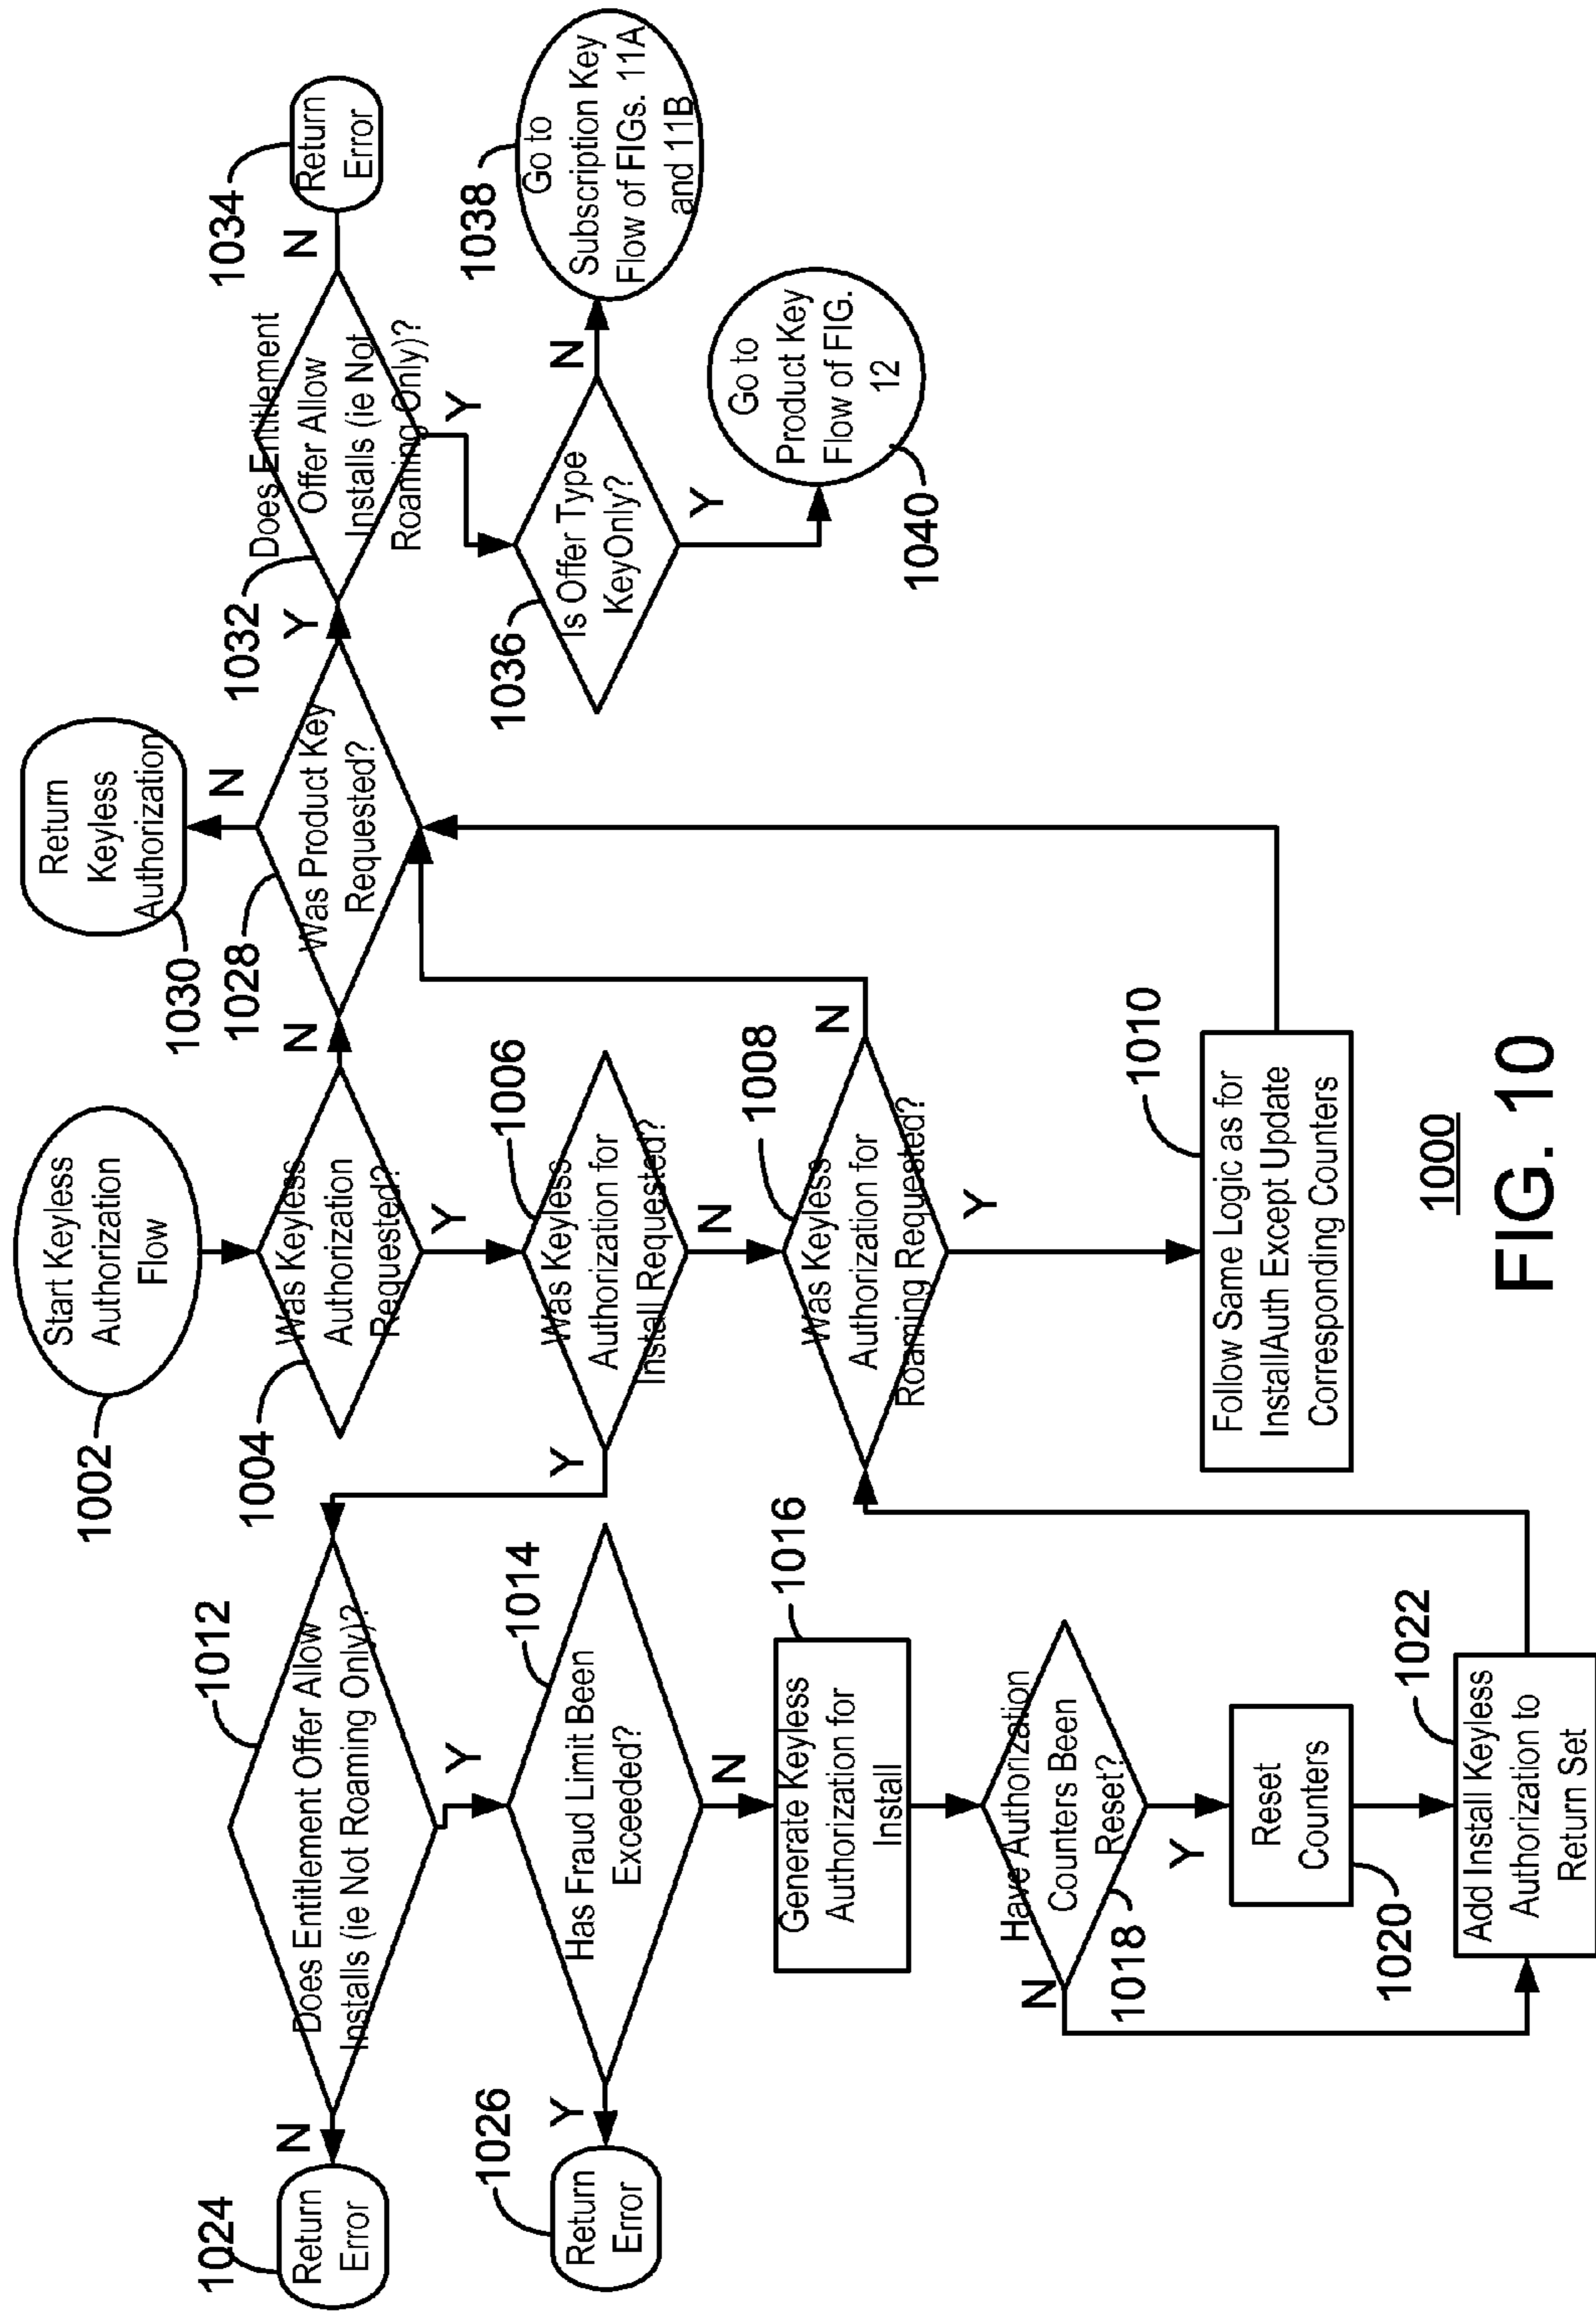 1002
Start Keyless
Authorization
Flow
1004
Was Keyless
Authorization
Requested?
N
Y
1006
Was Keyless
Authorization for
Install Requested?
Y
N
1008
Was Keyless
Authorization for
Roaming Requested?
N
Y
1010
Follow Same Logic as for
InstallAuth Except Update
Corresponding Counters
1012
Does Entitlement Offer Allow
Installs (ie Not Roaming Only)?
N
Y
1024
Return
Error
1014
Has Fraud Limit Been
Exceeded?
Y
N
1026
Return
Error
1016
Generate Keyless
Authorization for
Install
1018
Have Authorization
Counters Been
Reset?
N
Y
1020
Reset
Counters
1022
Add Install Keyless
Authorization to
Return Set
1028
Was Product Key
Requested?
N
Y
1030
Return
Keyless
Authorization
1032
Does Entitlement
Offer Allow
Installs (ie Not
Roaming Only)?
N
Y
1034
Return
Error
1036
Is Offer Type
KeyOnly?
N
Y
1038
Go to
Subscription Key
Flow of FIGs. 11A
and 11B
1040
Go to
Product Key
Flow of FIG.
12
1000
FIG. 10